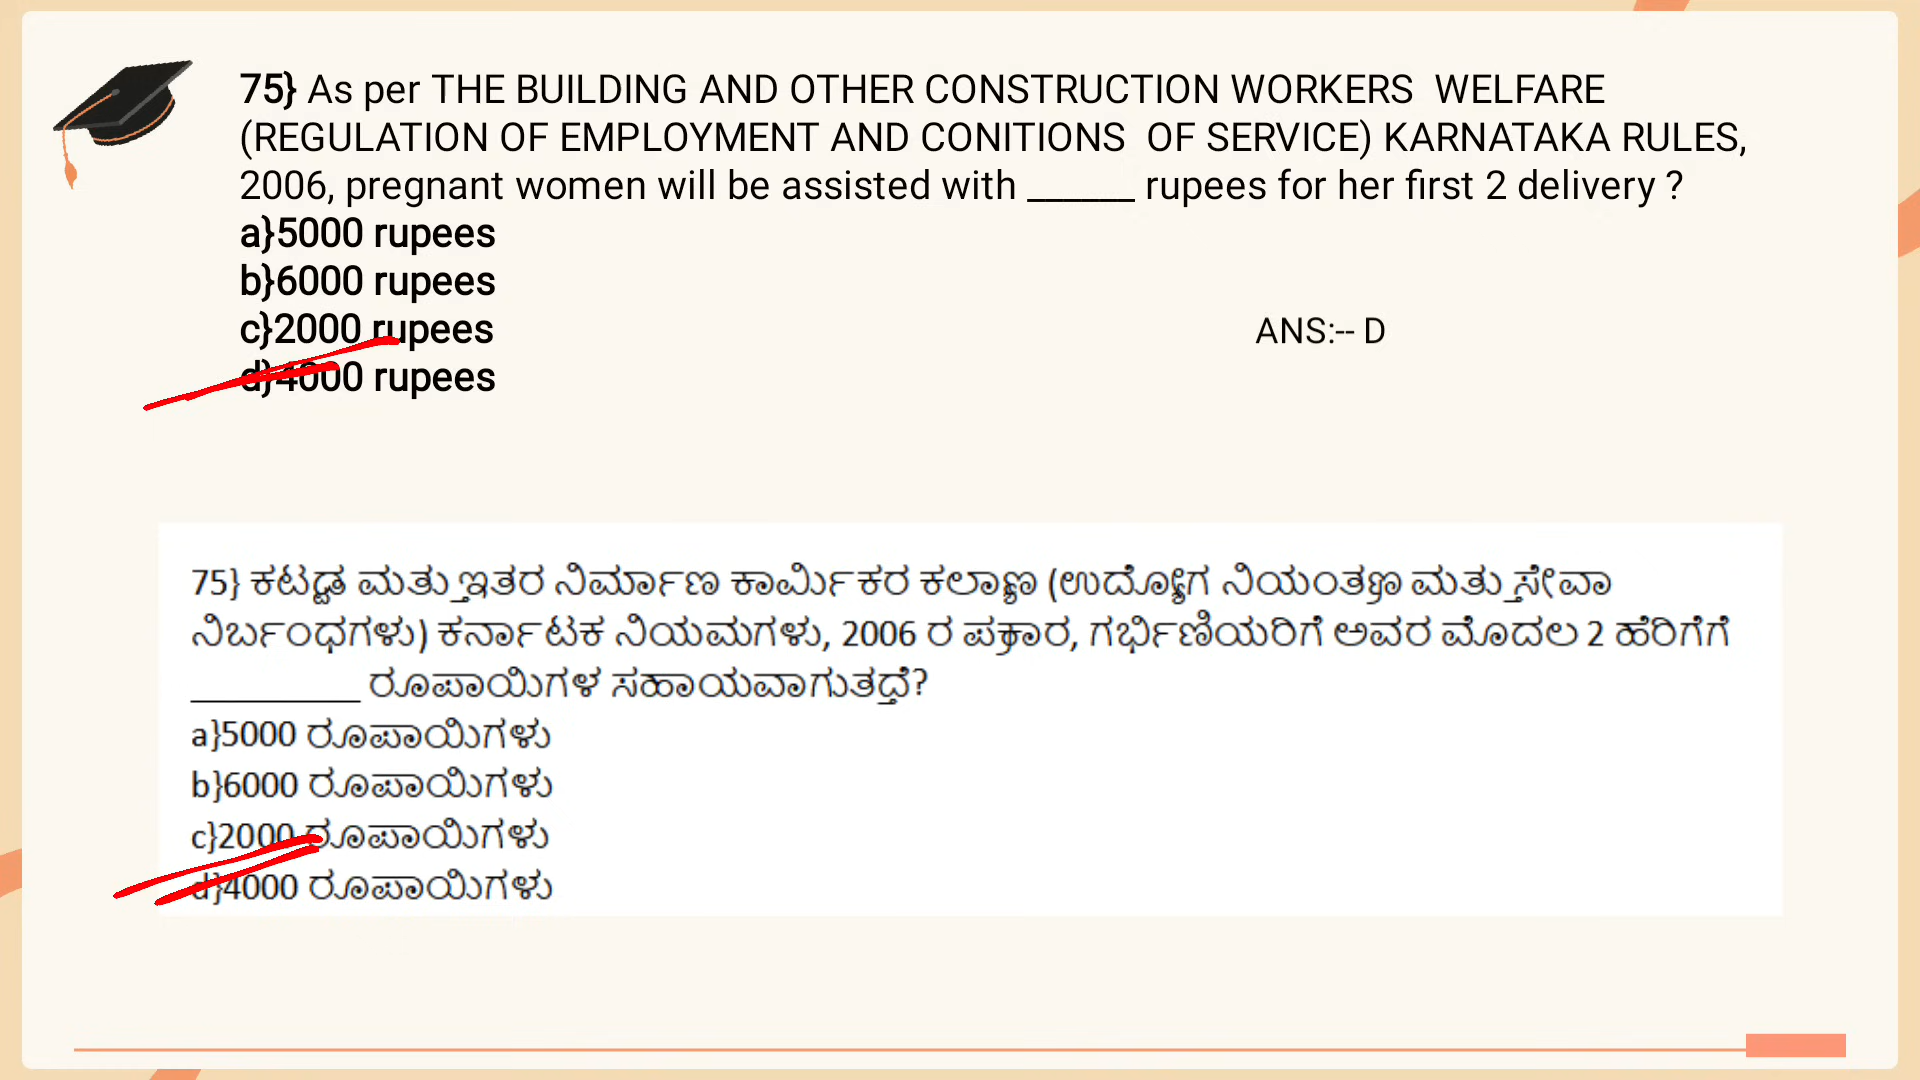 75} As per THE BUILDING AND OTHER CONSTRUCTION WORKERS WELFARE
(REGULATION OF EMPLOYMENT AND CONITIONS OF SERVICE) KARNATAKA RULES,
2006, pregnant women will be assisted with ______ rupees for her first 2 delivery ?
a}5000 rupees
b}6000 rupees
c}2000 rupees
d}4000 rupees
ANS:-- D
75} ಕಟ್ಟಡ ಮತ್ತು ಇತರ ನಿರ್ಮಾಣ ಕಾರ್ಮಿಕರ ಕಲ್ಯಾಣ (ಉದ್ಯೋಗ ನಿಯಂತ್ರಣ ಮತ್ತು ಸೇವಾ
ನಿರ್ಬಂಧಗಳು) ಕರ್ನಾಟಕ ನಿಯಮಗಳು, 2006 ರ ಪ್ರಕಾರ, ಗರ್ಭಿಣಿಯರಿಗೆ ಅವರ ಮೊದಲ 2 ಹೆರಿಗೆಗೆ
_________ ರೂಪಾಯಿಗಳ ಸಹಾಯವಾಗುತ್ತದೆ?
a}5000 ರೂಪಾಯಿಗಳು
b}6000 ರೂಪಾಯಿಗಳು
c}2000 ರೂಪಾಯಿಗಳು
d}4000 ರೂಪಾಯಿಗಳು